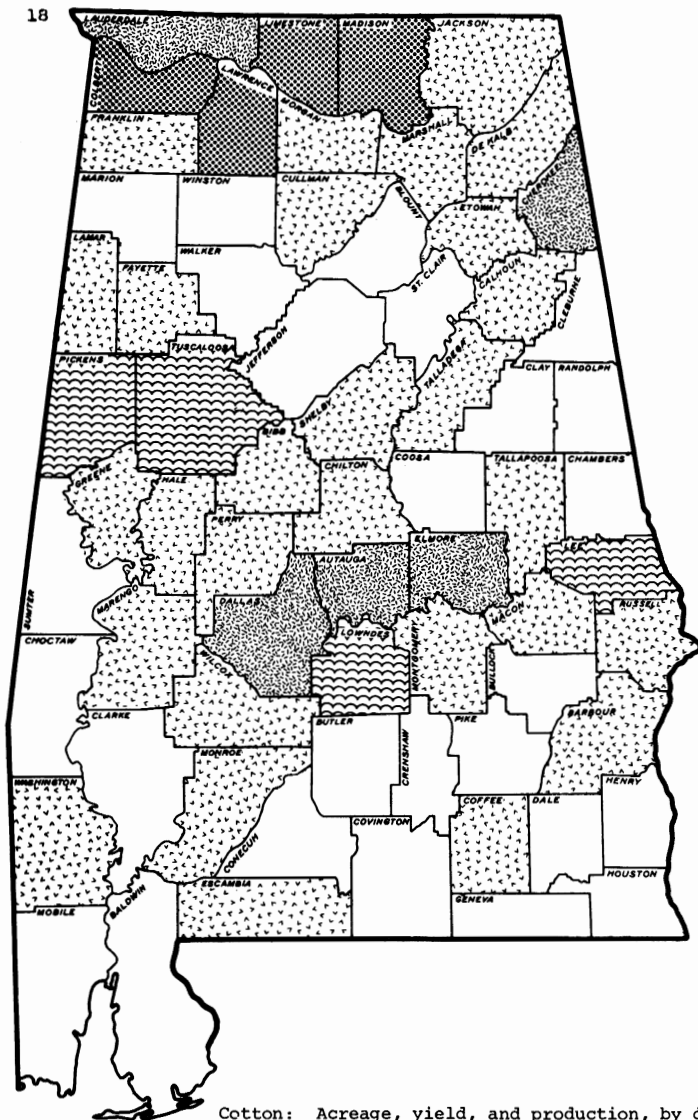 18
LAUDERDALE
LIMESTONE
MADISON
JACKSON
COLBERT
LAWRENCE
FRANKLIN
MORGAN
MARSHALL
DE KALB
CHEROKEE
MARION
WINSTON
CULLMAN
BLOUNT
ETOWAH
LAMAR
FAYETTE
WALKER
ST. CLAIR
CALHOUN
CLEBURNE
PICKENS
TUSCALOOSA
JEFFERSON
TALLADEGA
CLAY
RANDOLPH
SHELBY
BIBB
GREENE
HALE
CHILTON
COOSA
TALLAPOOSA
CHAMBERS
PERRY
SUMTER
AUTAUGA
ELMORE
LEE
MARENGO
DALLAS
LOWNDES
MONTGOMERY
MACON
RUSSELL
CHOCTAW
WILCOX
BULLOCK
CLARKE
BUTLER
CRENSHAW
PIKE
BARBOUR
MONROE
WASHINGTON
CONECUH
COVINGTON
COFFEE
DALE
HENRY
HOUSTON
ESCAMBIA
GENEVA
MOBILE
BALDWIN
Cotton: Acreage, yield, and production, by